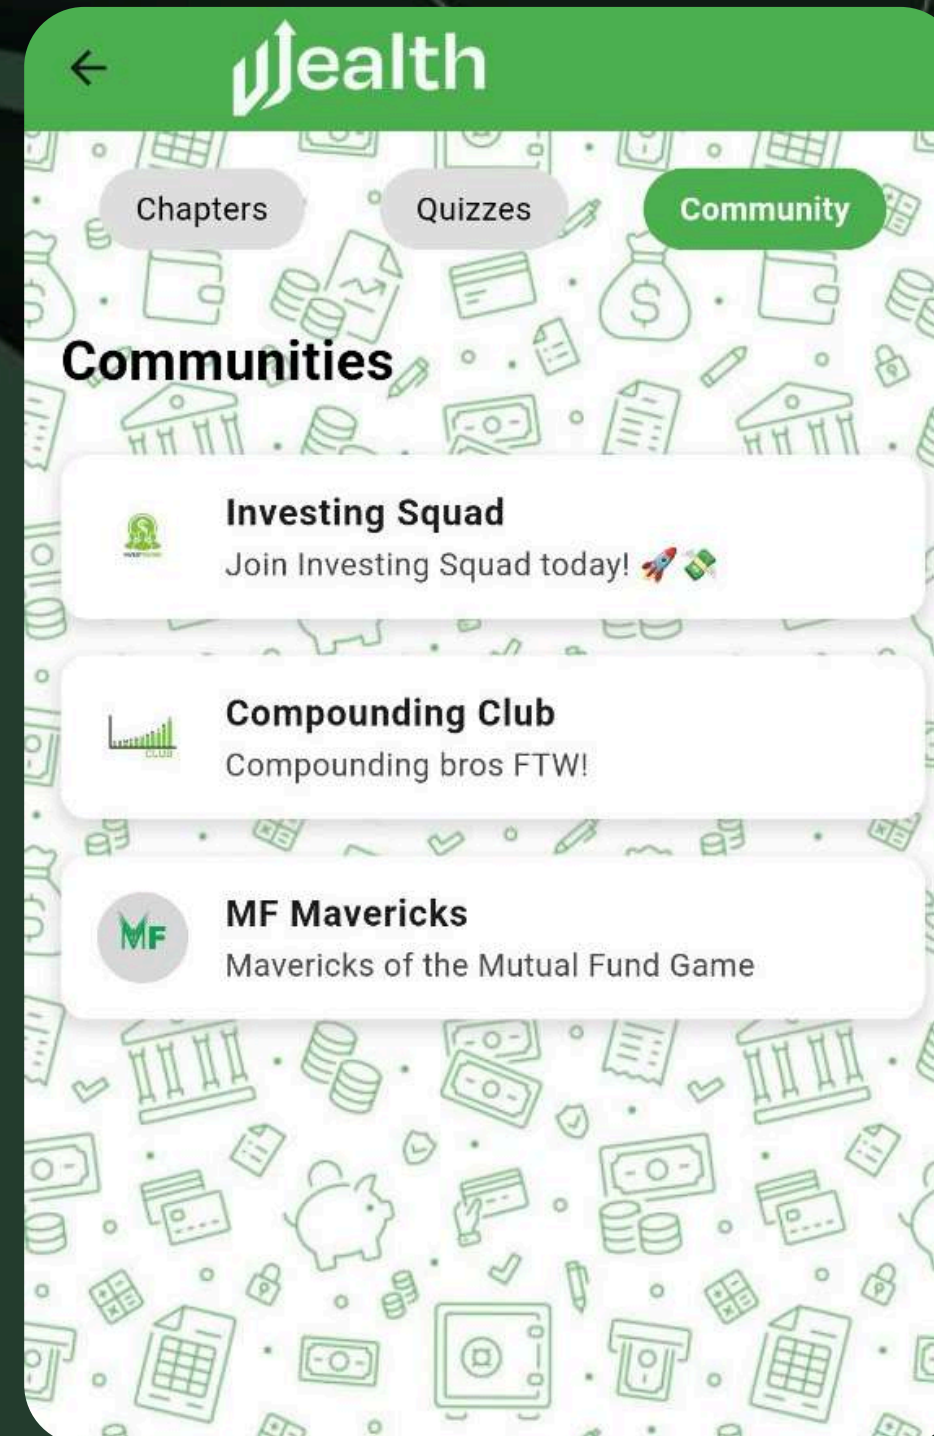 Wealth
Chapters
Quizzes
Community
Communities
Investing Squad
Join Investing Squad today! 🚀💸
Compounding Club
CLUB
Compounding bros FTW!
MF
MF Mavericks
Mavericks of the Mutual Fund Game